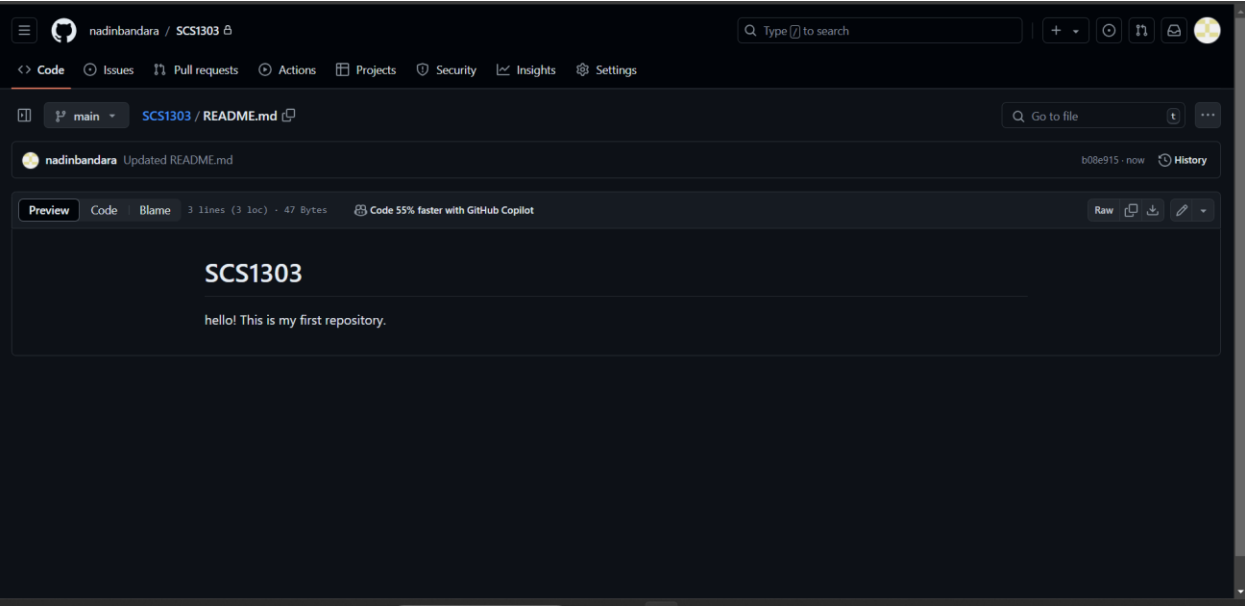 nadinbandara / SCS1303
Type / to search
Code Issues Pull requests Actions Projects Security Insights Settings
main SCS1303 / README.md
Go to file t
nadinbandara Updated README.md
b08e915 · now History
Preview Code Blame 3 lines (3 loc) · 47 Bytes Code 55% faster with GitHub Copilot
Raw
SCS1303
hello! This is my first repository.